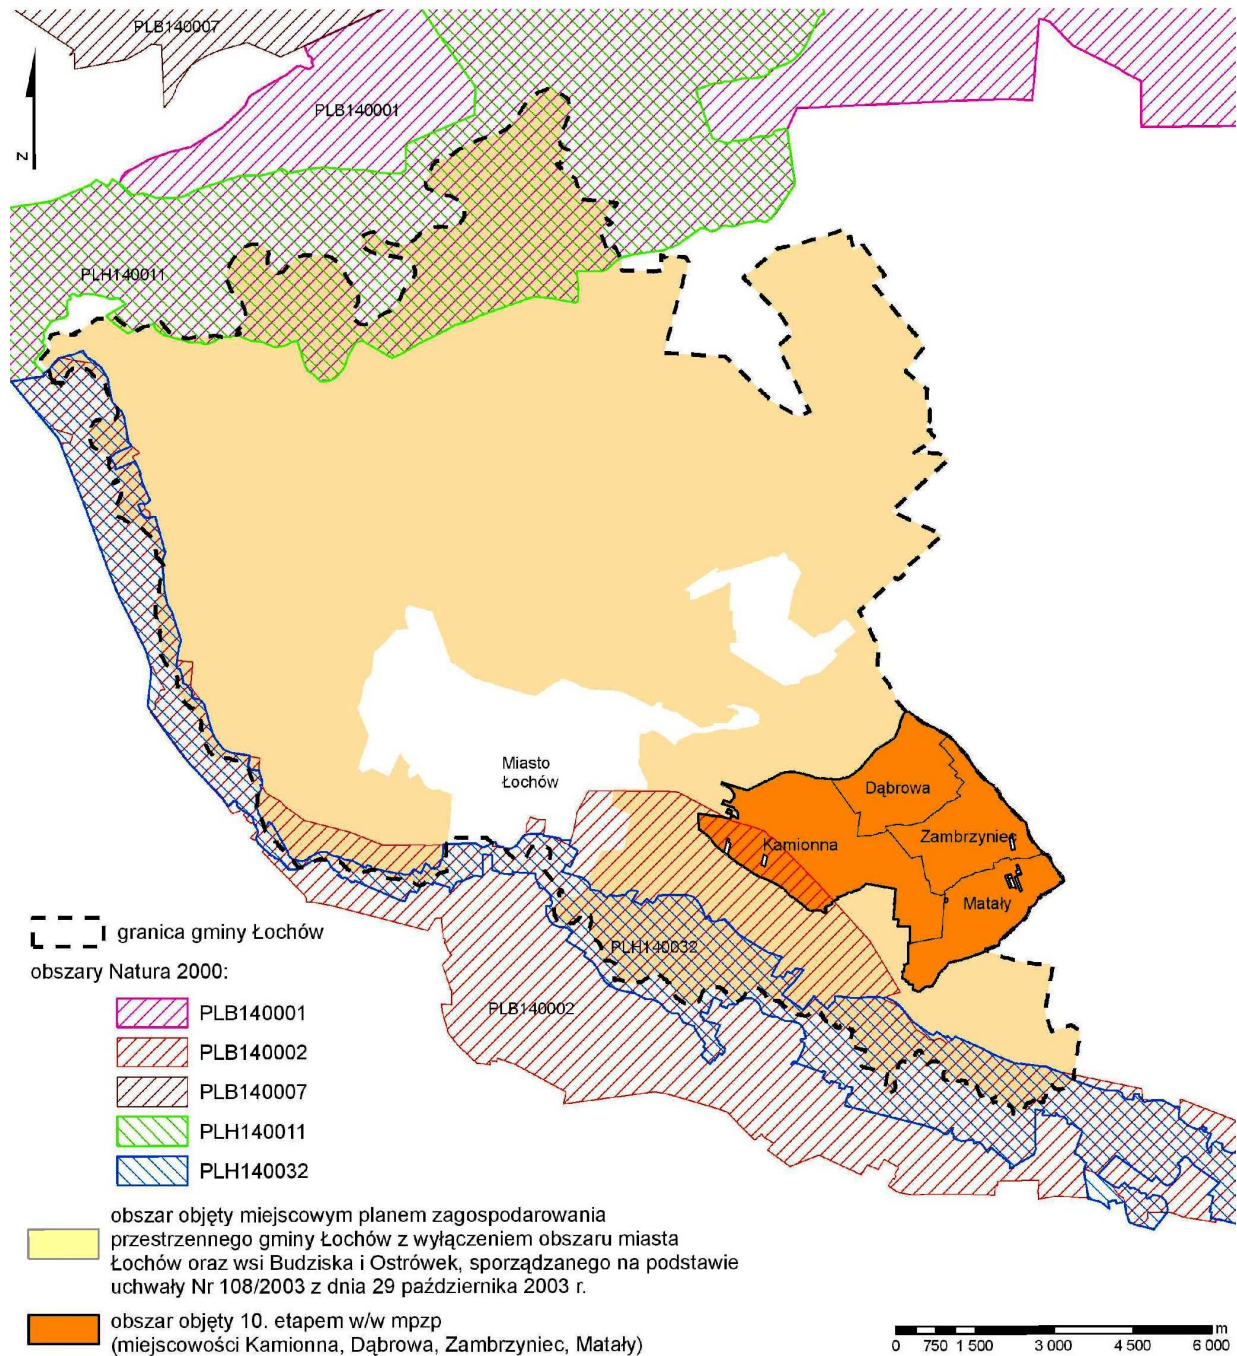 PLB140007
PLB140001
N
PLH140011
Miasto
Łochów
Dąbrowa
Kamionna
Zambrzyniec
Matały
PLH140032
PLB140002
granica gminy Łochów
obszary Natura 2000:
PLB140001
PLB140002
PLB140007
PLH140011
PLH140032
obszar objęty miejscowym planem zagospodarowania
przestrzennego gminy Łochów z wyłączeniem obszaru miasta
Łochów oraz wsi Budziska i Ostrówek, sporządzanego na podstawie
uchwały Nr 108/2003 z dnia 29 października 2003 r.
obszar objęty 10. etapem w/w mpzp
(miejscowości Kamionna, Dąbrowa, Zambrzyniec, Matały)
m
0 750 1 500 3 000 4 500 6 000